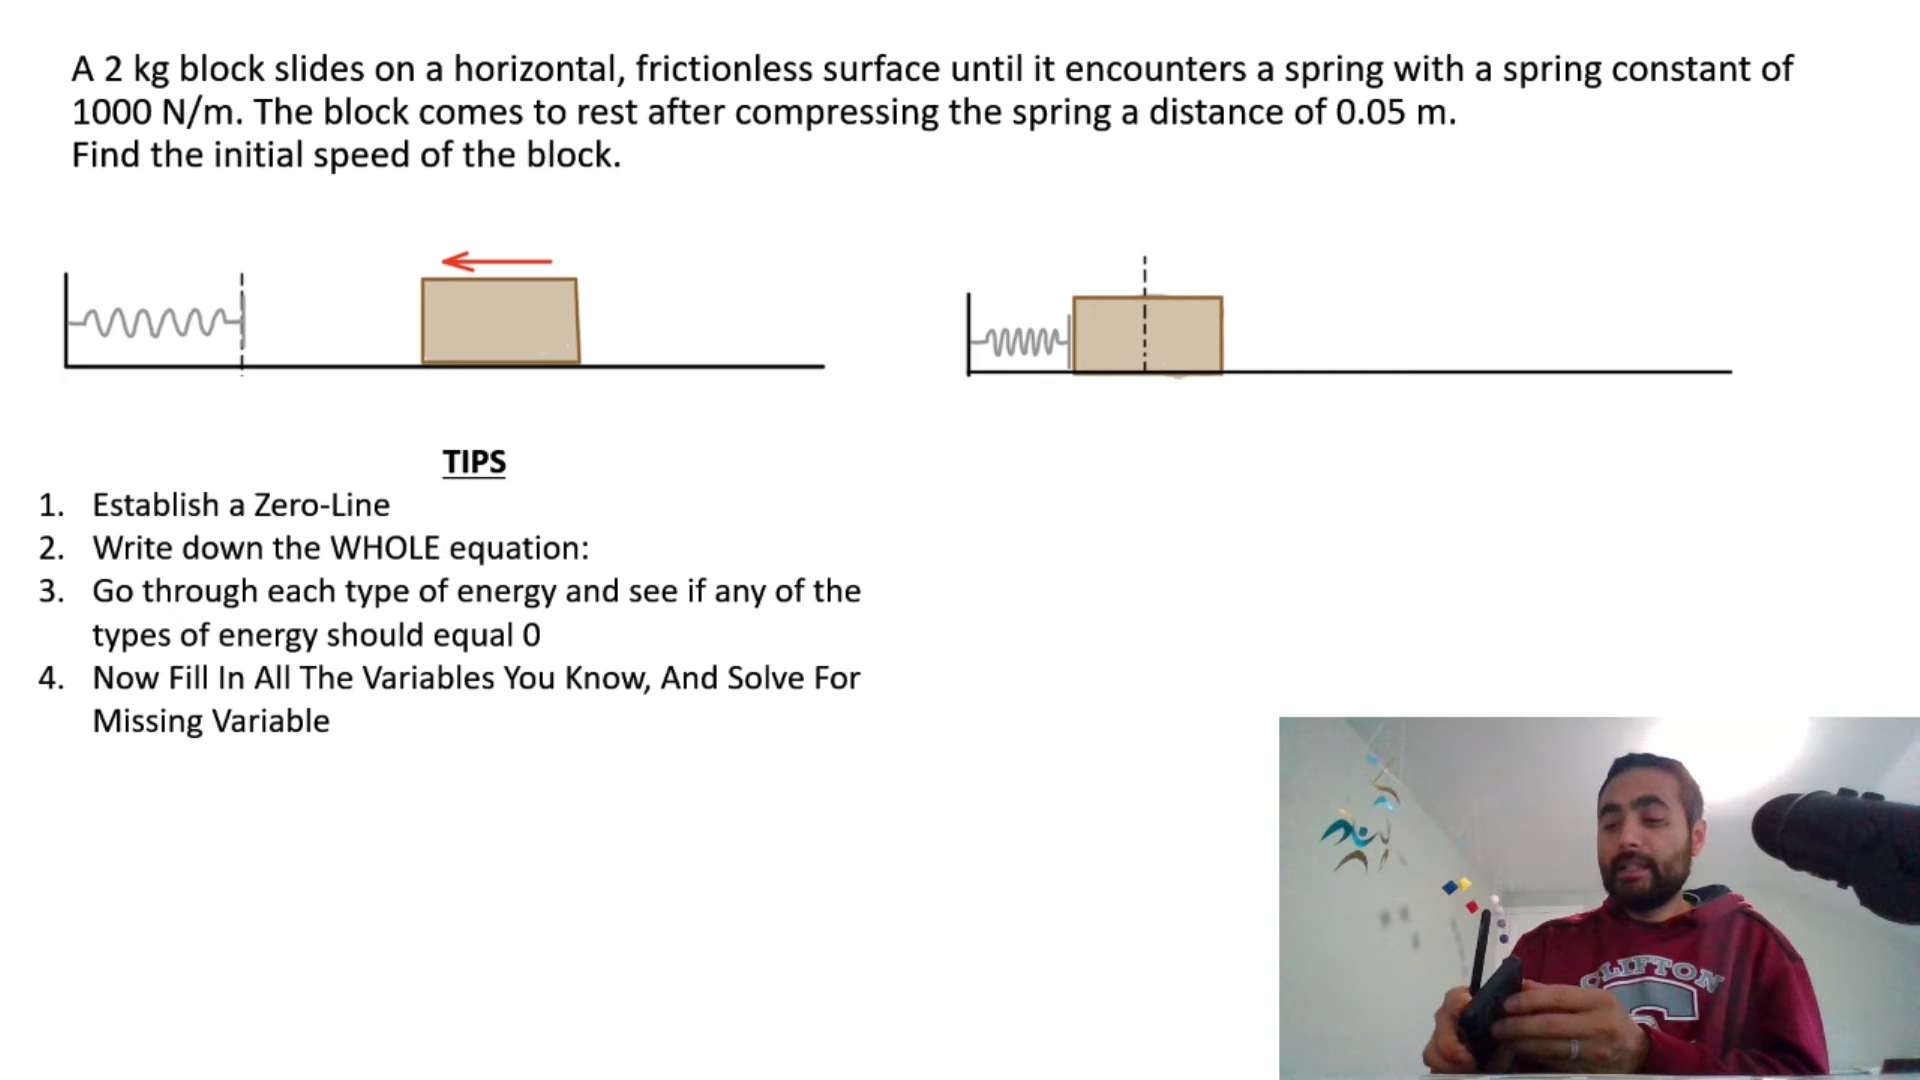 A 2 kg block slides on a horizontal, frictionless surface until it encounters a spring with a spring constant of
1000 N/m. The block comes to rest after compressing the spring a distance of 0.05 m.
Find the initial speed of the block.
TIPS
1. Establish a Zero-Line
2. Write down the WHOLE equation:
3. Go through each type of energy and see if any of the
types of energy should equal 0
4. Now Fill In All The Variables You Know, And Solve For
Missing Variable
CLIFTON